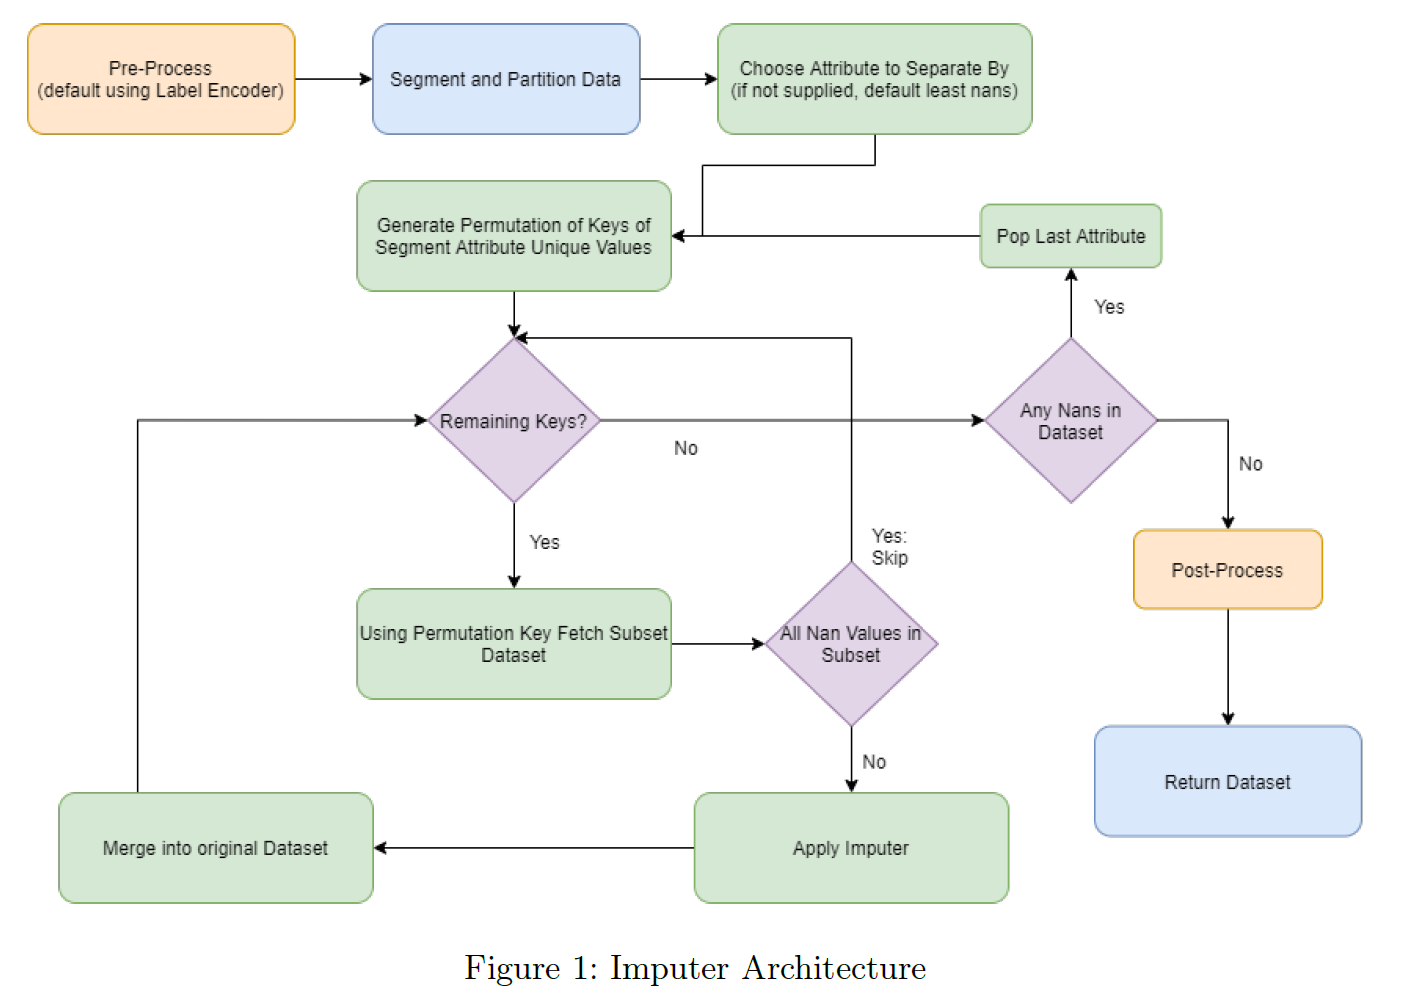 Pre-Process
(default using Label Encoder)
Segment and Partition Data
Choose Attribute to Separate By
(if not supplied, default least nans)
Generate Permutation of Keys of
Segment Attribute Unique Values
Pop Last Attribute
Yes
Remaining Keys?
No
Any Nans in
Dataset
No
Yes
Yes:
Skip
Post-Process
Using Permutation Key Fetch Subset
Dataset
All Nan Values in
Subset
No
Return Dataset
Merge into original Dataset
Apply Imputer
Figure 1: Imputer Architecture